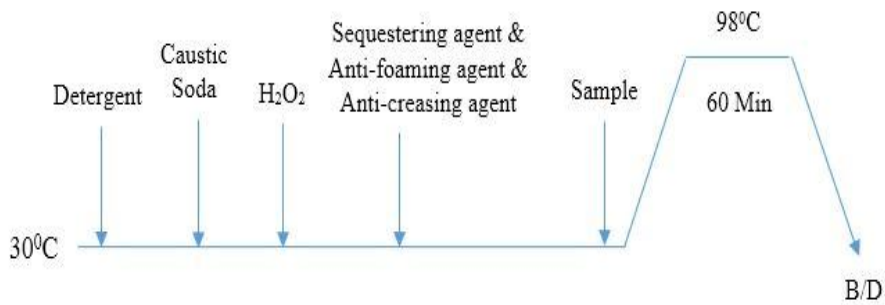 Detergent
Caustic
Soda
H₂O₂
Sequestering agent &
Anti-foaming agent &
Anti-creasing agent
Sample
98⁰C
60 Min
30⁰C
B/D